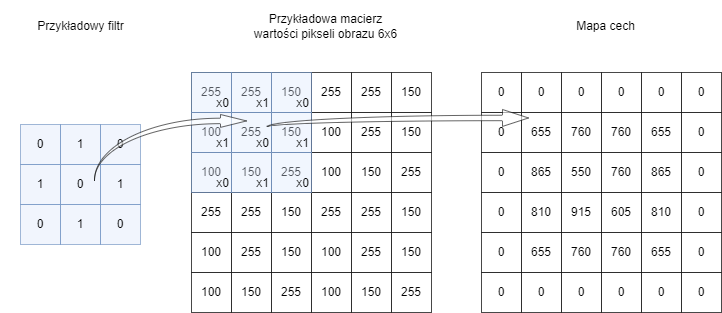 Przykładowy filtr
0 1 0
1 0 1
0 1 0
Przykładowa macierz
wartości pikseli obrazu 6x6
255 x0 255 x1 150 x0 255 255 150
100 x1 255 x0 150 x1 100 255 150
100 x0 150 x1 255 x0 100 150 255
255 255 150 255 255 150
100 255 150 100 255 150
100 150 255 100 150 255
Mapa cech
0 0 0 0 0 0
0 655 760 760 655 0
0 865 550 760 865 0
0 810 915 605 810 0
0 655 760 760 655 0
0 0 0 0 0 0